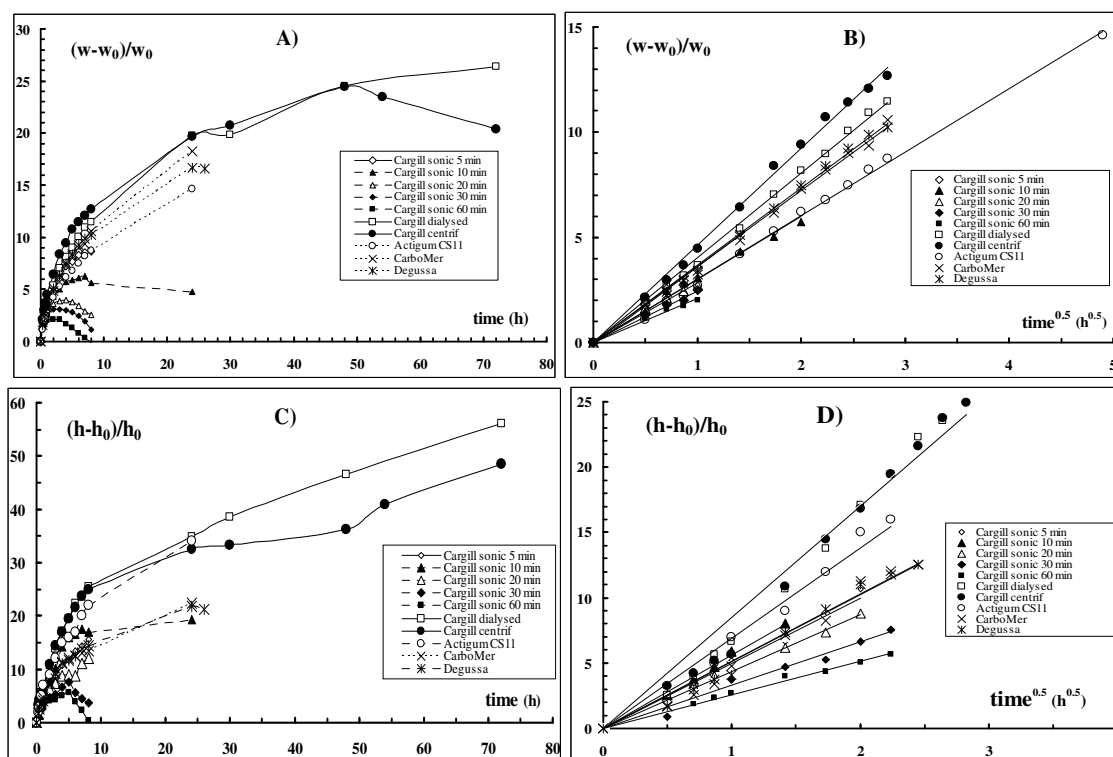 (w-w0)/w0
A)
30
25
20
15
10
5
0
Cargill sonic 5 min
Cargill sonic 10 min
Cargill sonic 20 min
Cargill sonic 30 min
Cargill sonic 60 min
Cargill dialysed
Cargill centrif
Actigum CS11
CarboMer
Degussa
time (h)
0 10 20 30 40 50 60 70 80
(w-w0)/w0
B)
15
10
5
0
Cargill sonic 5 min
Cargill sonic 10 min
Cargill sonic 20 min
Cargill sonic 30 min
Cargill sonic 60 min
Cargill dialysed
Cargill centrif
Actigum CS11
CarboMer
Degussa
time0.5 (h0.5)
0 1 2 3 4 5
(h-h0)/h0
C)
60
50
40
30
20
10
0
Cargill sonic 5 min
Cargill sonic 10 min
Cargill sonic 20 min
Cargill sonic 30 min
Cargill sonic 60 min
Cargill dialysed
Cargill centrif
Actigum CS11
CarboMer
Degussa
time (h)
0 10 20 30 40 50 60 70 80
(h-h0)/h0
D)
25
20
15
10
5
0
Cargill sonic 5 min
Cargill sonic 10 min
Cargill sonic 20 min
Cargill sonic 30 min
Cargill sonic 60 min
Cargill dialysed
Cargill centrif
Actigum CS11
CarboMer
Degussa
time0.5 (h0.5)
0 1 2 3